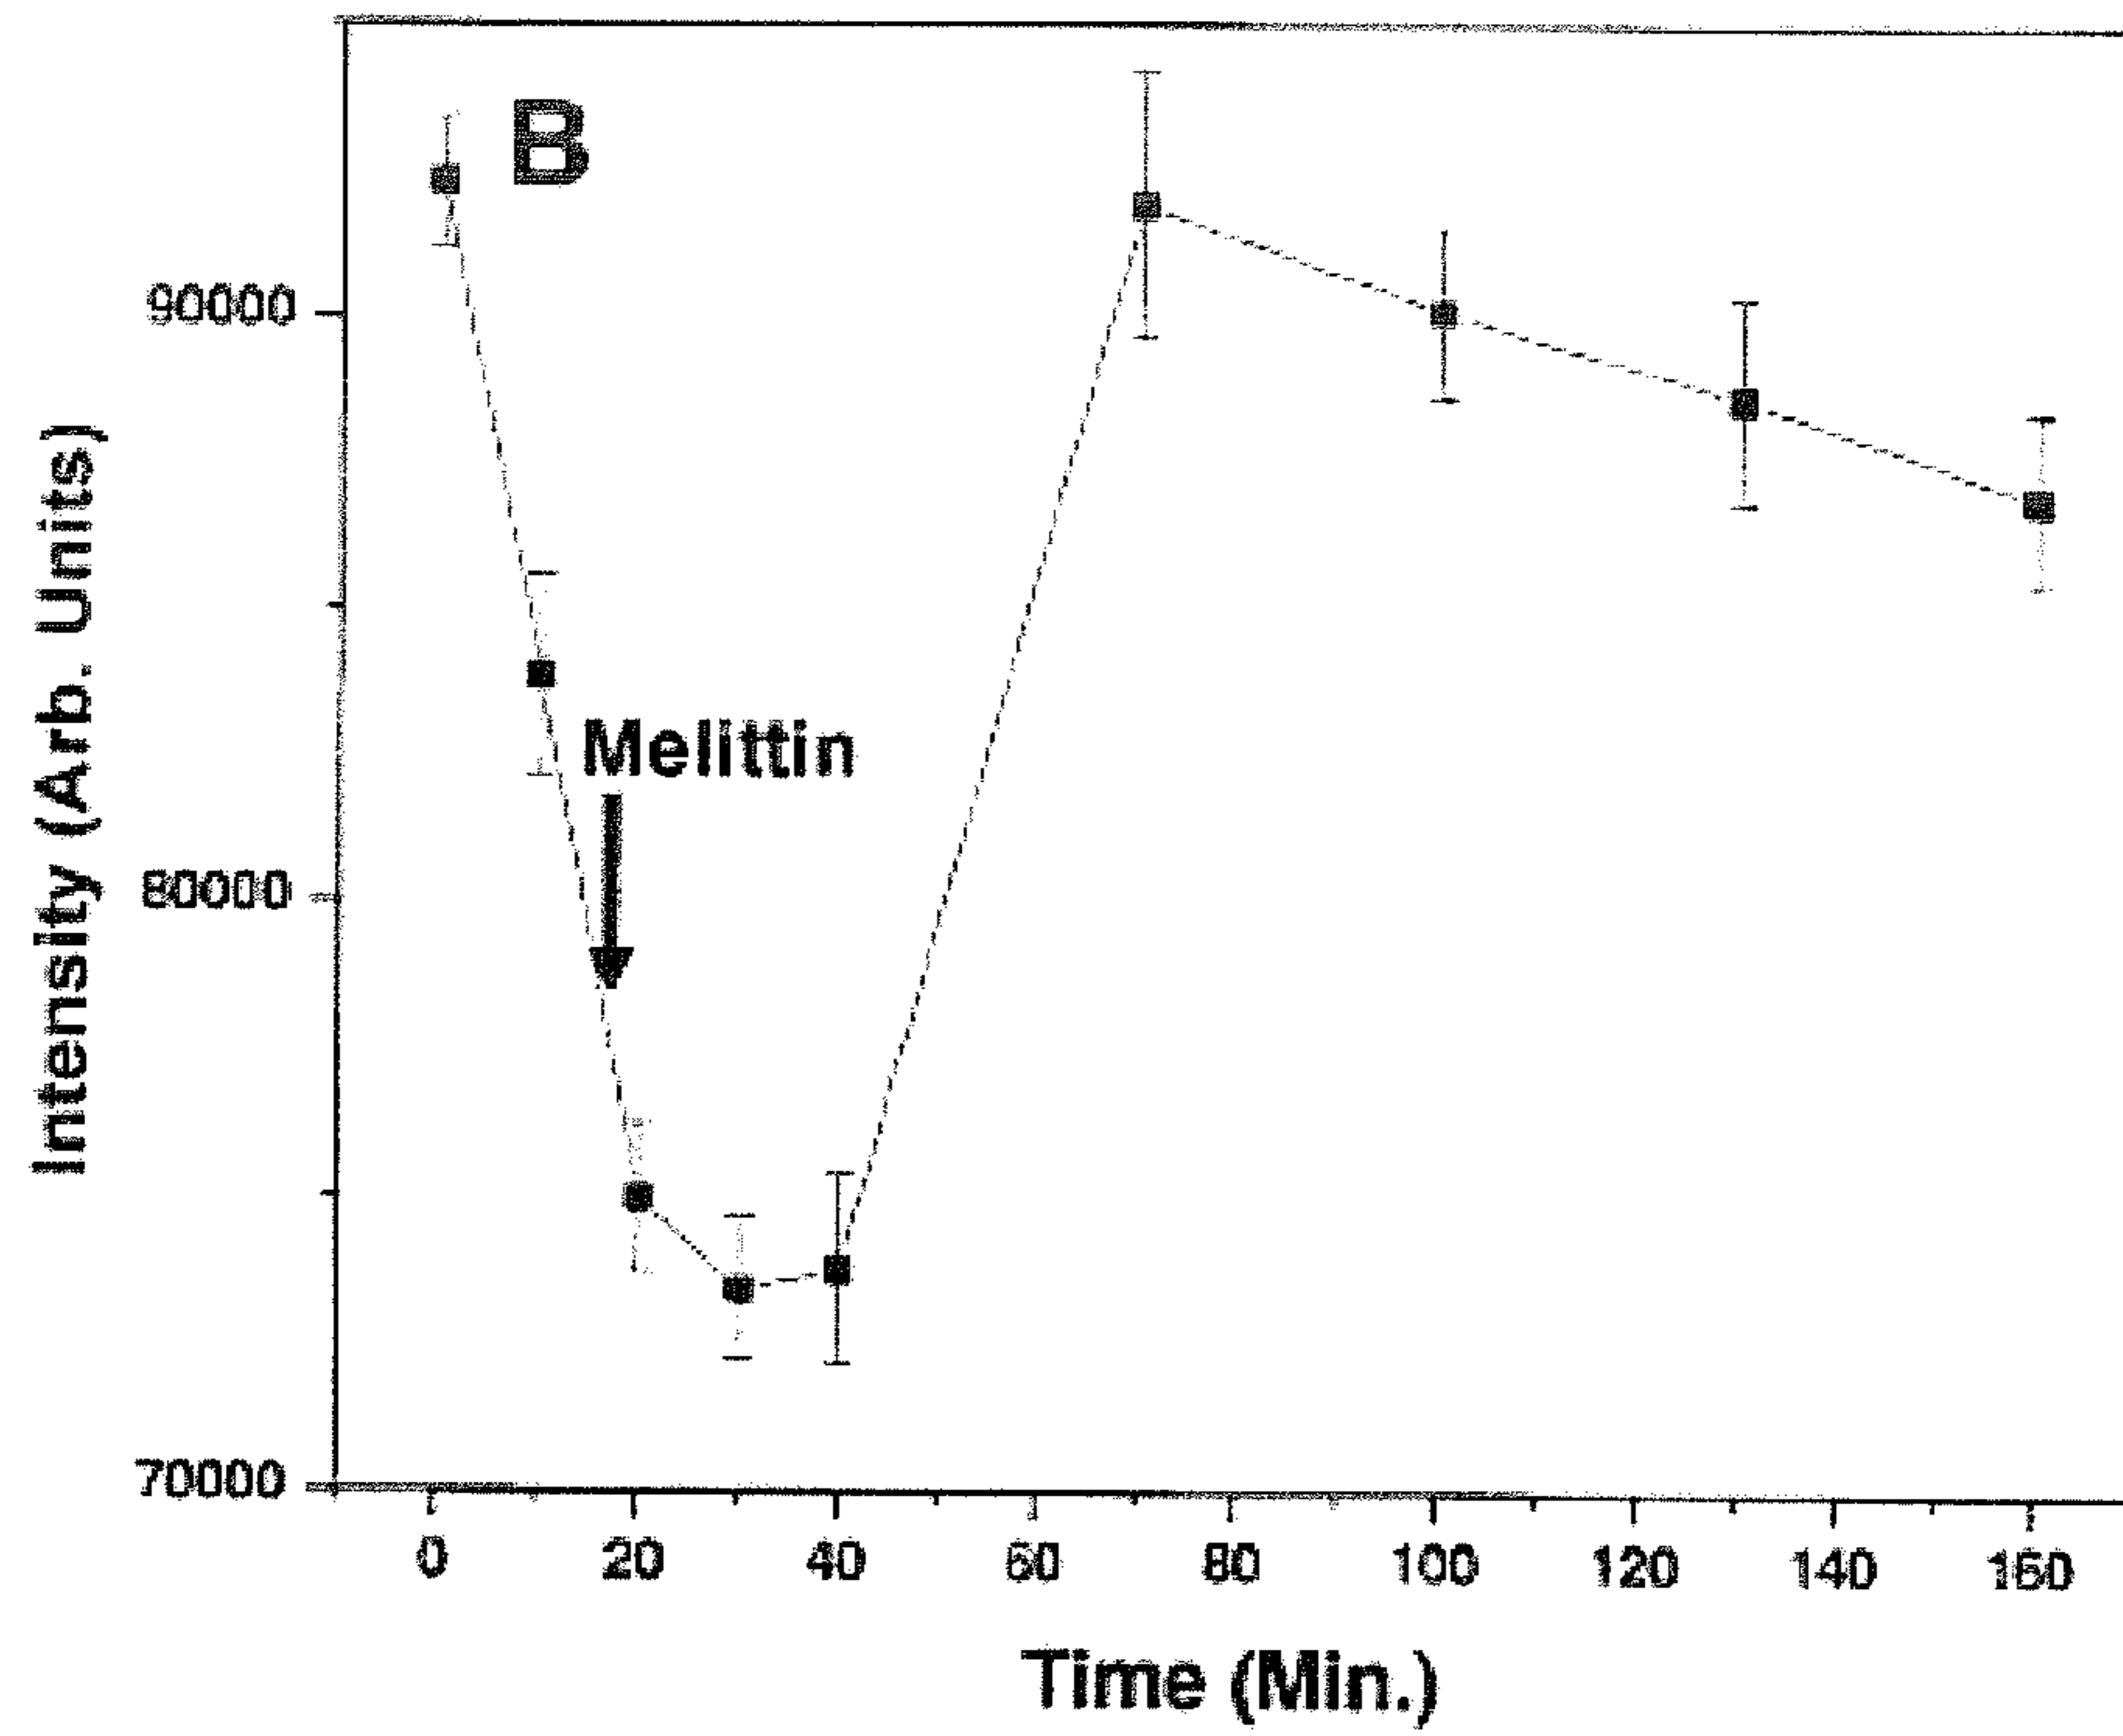 B
90000
Melittin
80000
70000
Intensity (Arb. Units)
0 20 40 60 80 100 120 140 160
Time (Min.)